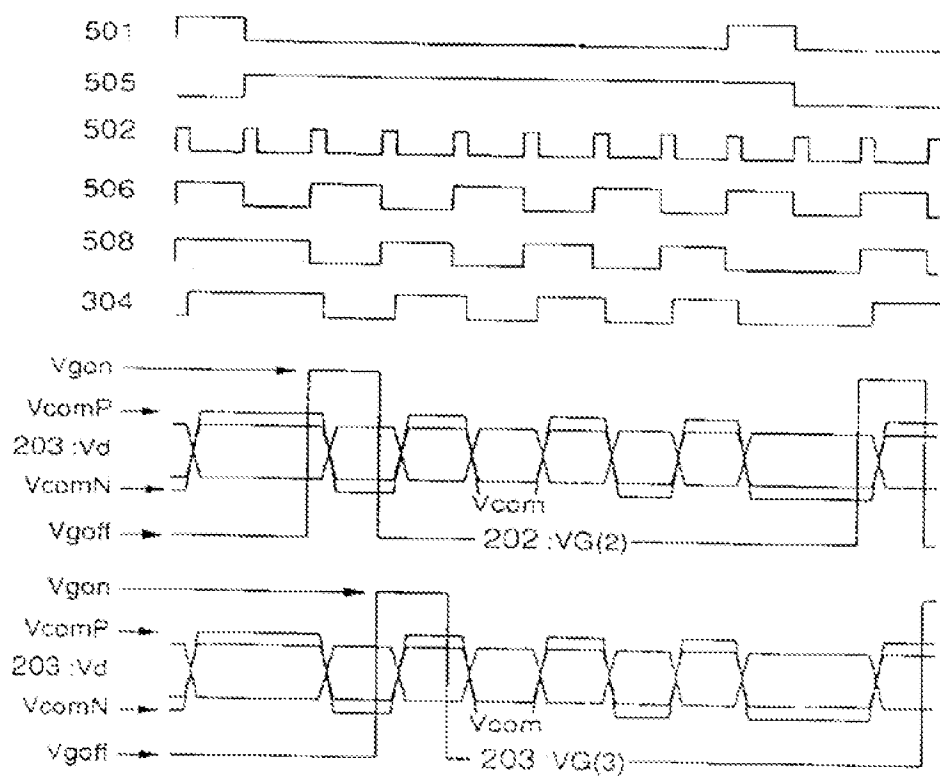 501
505
502
506
508
304
Vgon
VcomP
203 :Vd
VcomN
Vcom
Vgoff
202 :VG(2)
Vgon
VcomP
203 :Vd
VcomN
Vcom
Vgoff
203 :VG(3)